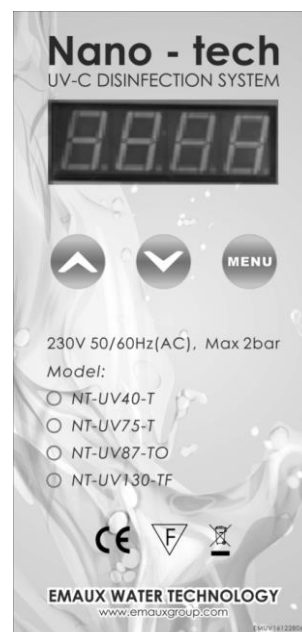 Nano - tech
UV-C DISINFECTION SYSTEM
8888
MENU
230V 50/60Hz(AC), Max 2bar
Model:
NT-UV40-T
NT-UV75-T
NT-UV87-TO
NT-UV130-TF
CE F
EMAUX WATER TECHNOLOGY
www.emauxgroup.com